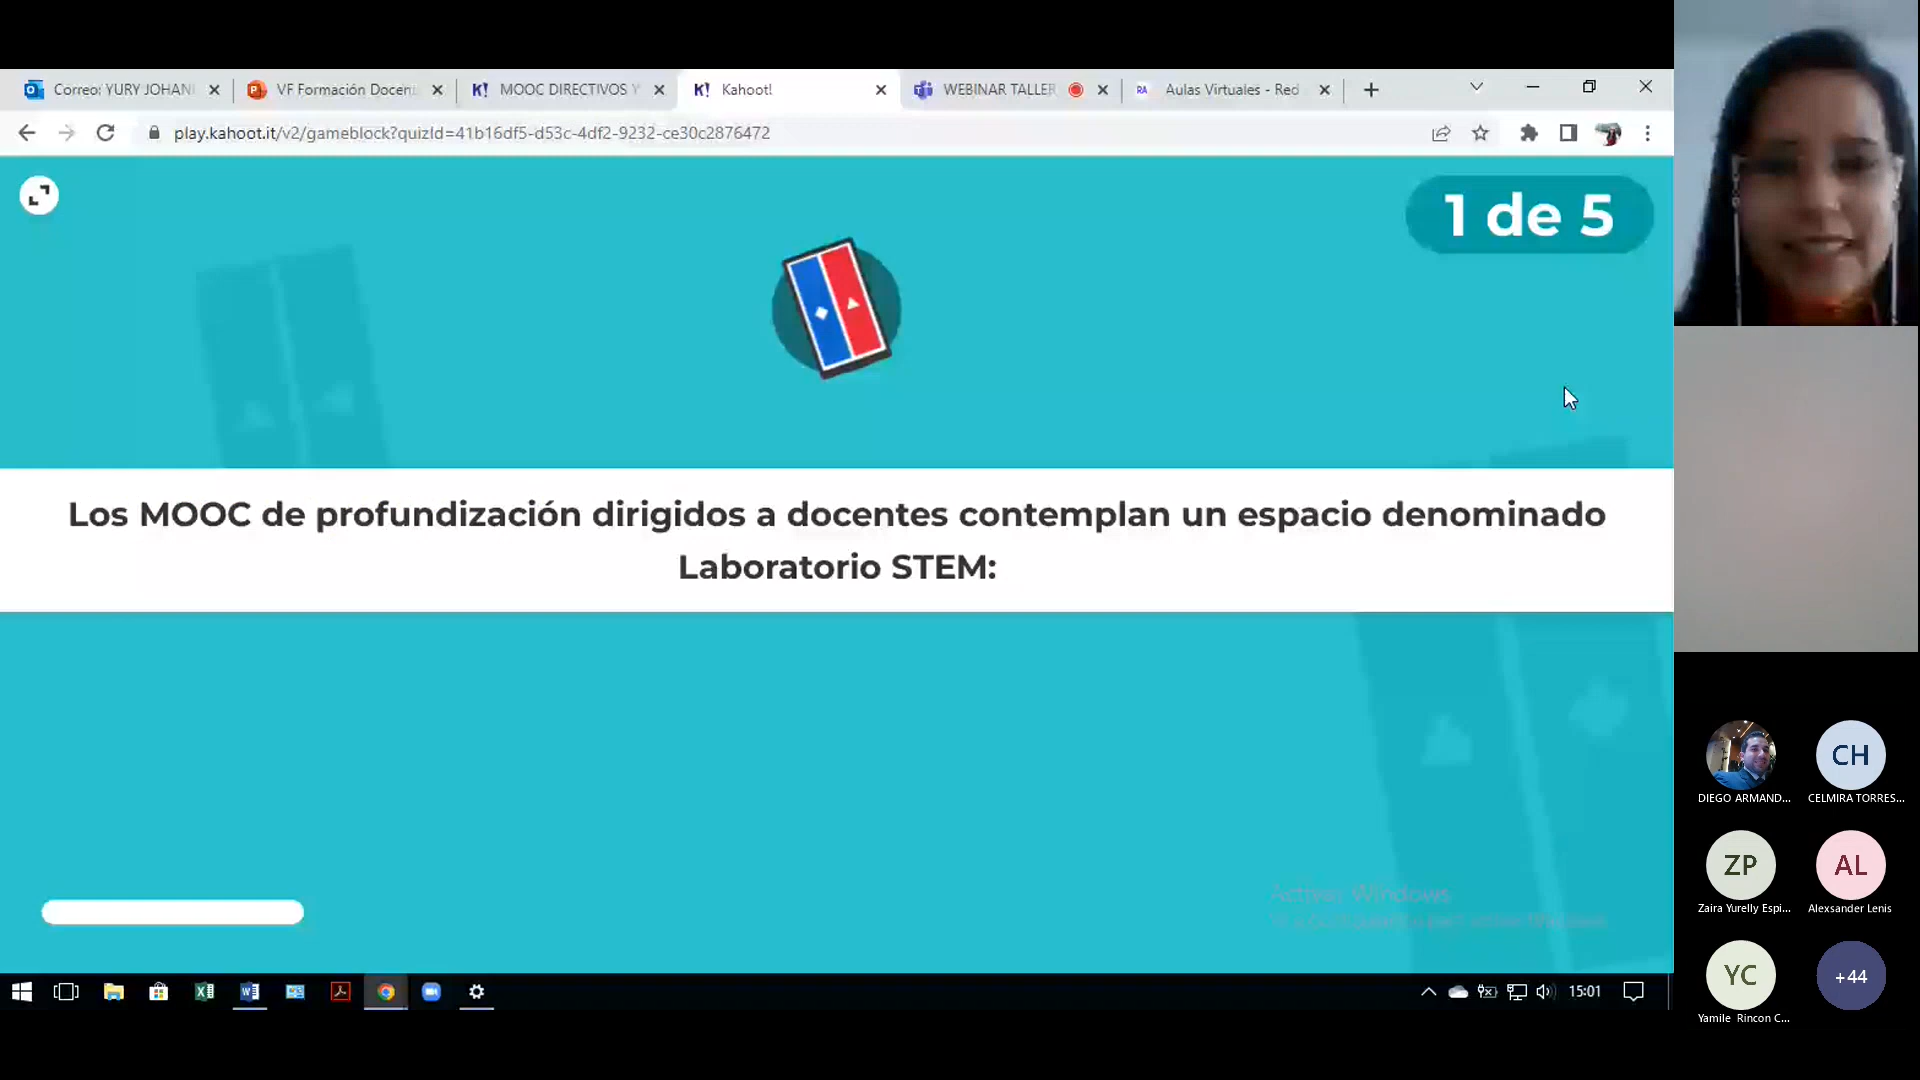 Correo: YURY JOHAN
VF Formación Docen
K! MOOC DIRECTIVOS Y
K! Kahoot!
WEBINAR TALLER
RA Aulas Virtuales - Red
play.kahoot.it/v2/gameblock?quizId=41b16df5-d53c-4df2-9232-ce30c2876472
1 de 5
Los MOOC de profundización dirigidos a docentes contemplan un espacio denominado
Laboratorio STEM:
Activar Windows
15:01
CH
DIEGO ARMAND...
CELMIRA TORRES...
ZP
AL
Zaira Yurelly Espi...
Alexsander Lenis
YC
+44
Yamile Rincon C...